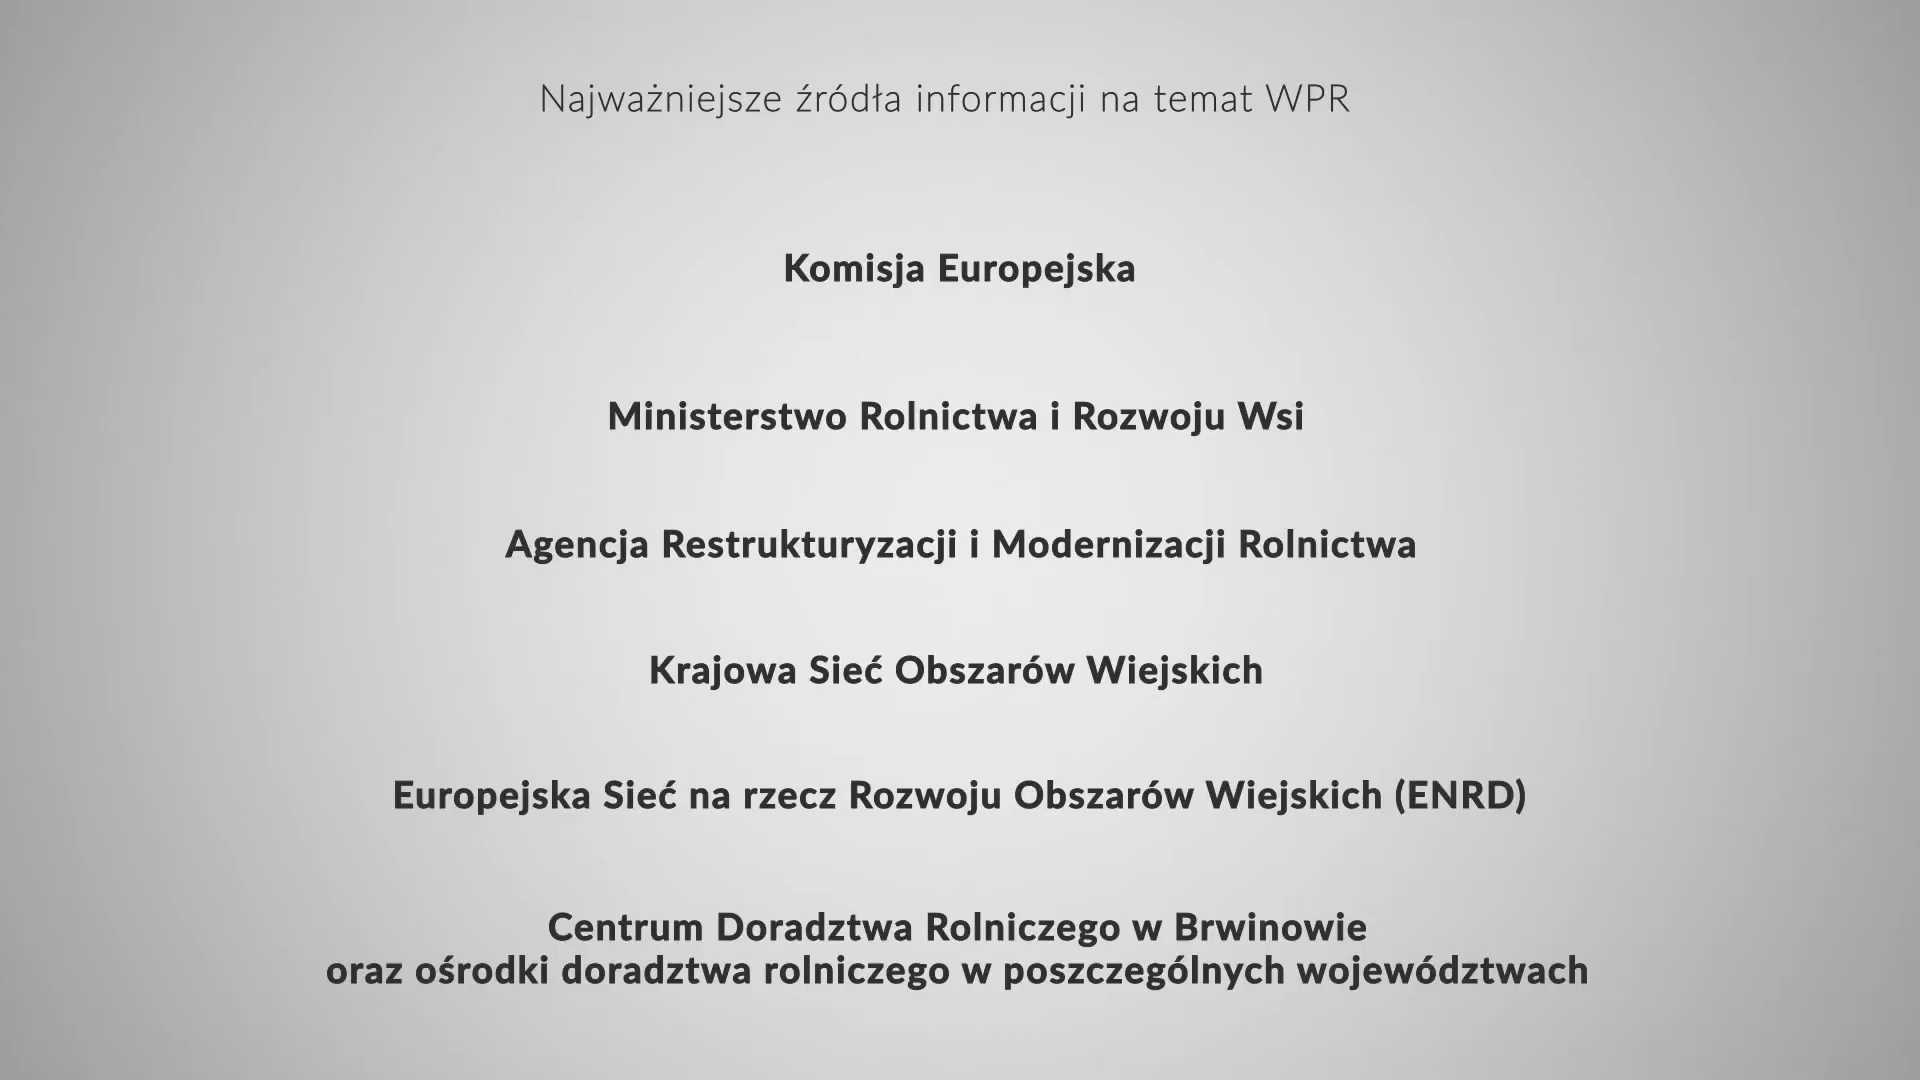 Najważniejsze źródła informacji na temat WPR
Komisja Europejska
Ministerstwo Rolnictwa i Rozwoju Wsi
Agencja Restrukturyzacji i Modernizacji Rolnictwa
Krajowa Sieć Obszarów Wiejskich
Europejska Sieć na rzecz Rozwoju Obszarów Wiejskich (ENRD)
Centrum Doradztwa Rolniczego w Brwinowie
oraz ośrodki doradztwa rolniczego w poszczególnych województwach